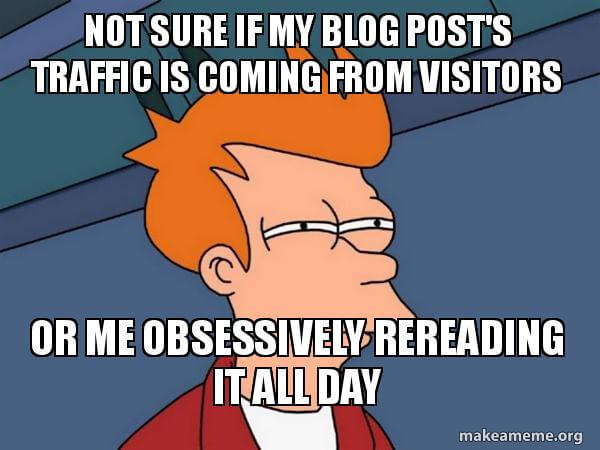 NOT SURE IF MY BLOG POST'S
TRAFFIC IS COMING FROM VISITORS
OR ME OBSESSIVELY REREADING
IT ALL DAY
makeameme.org